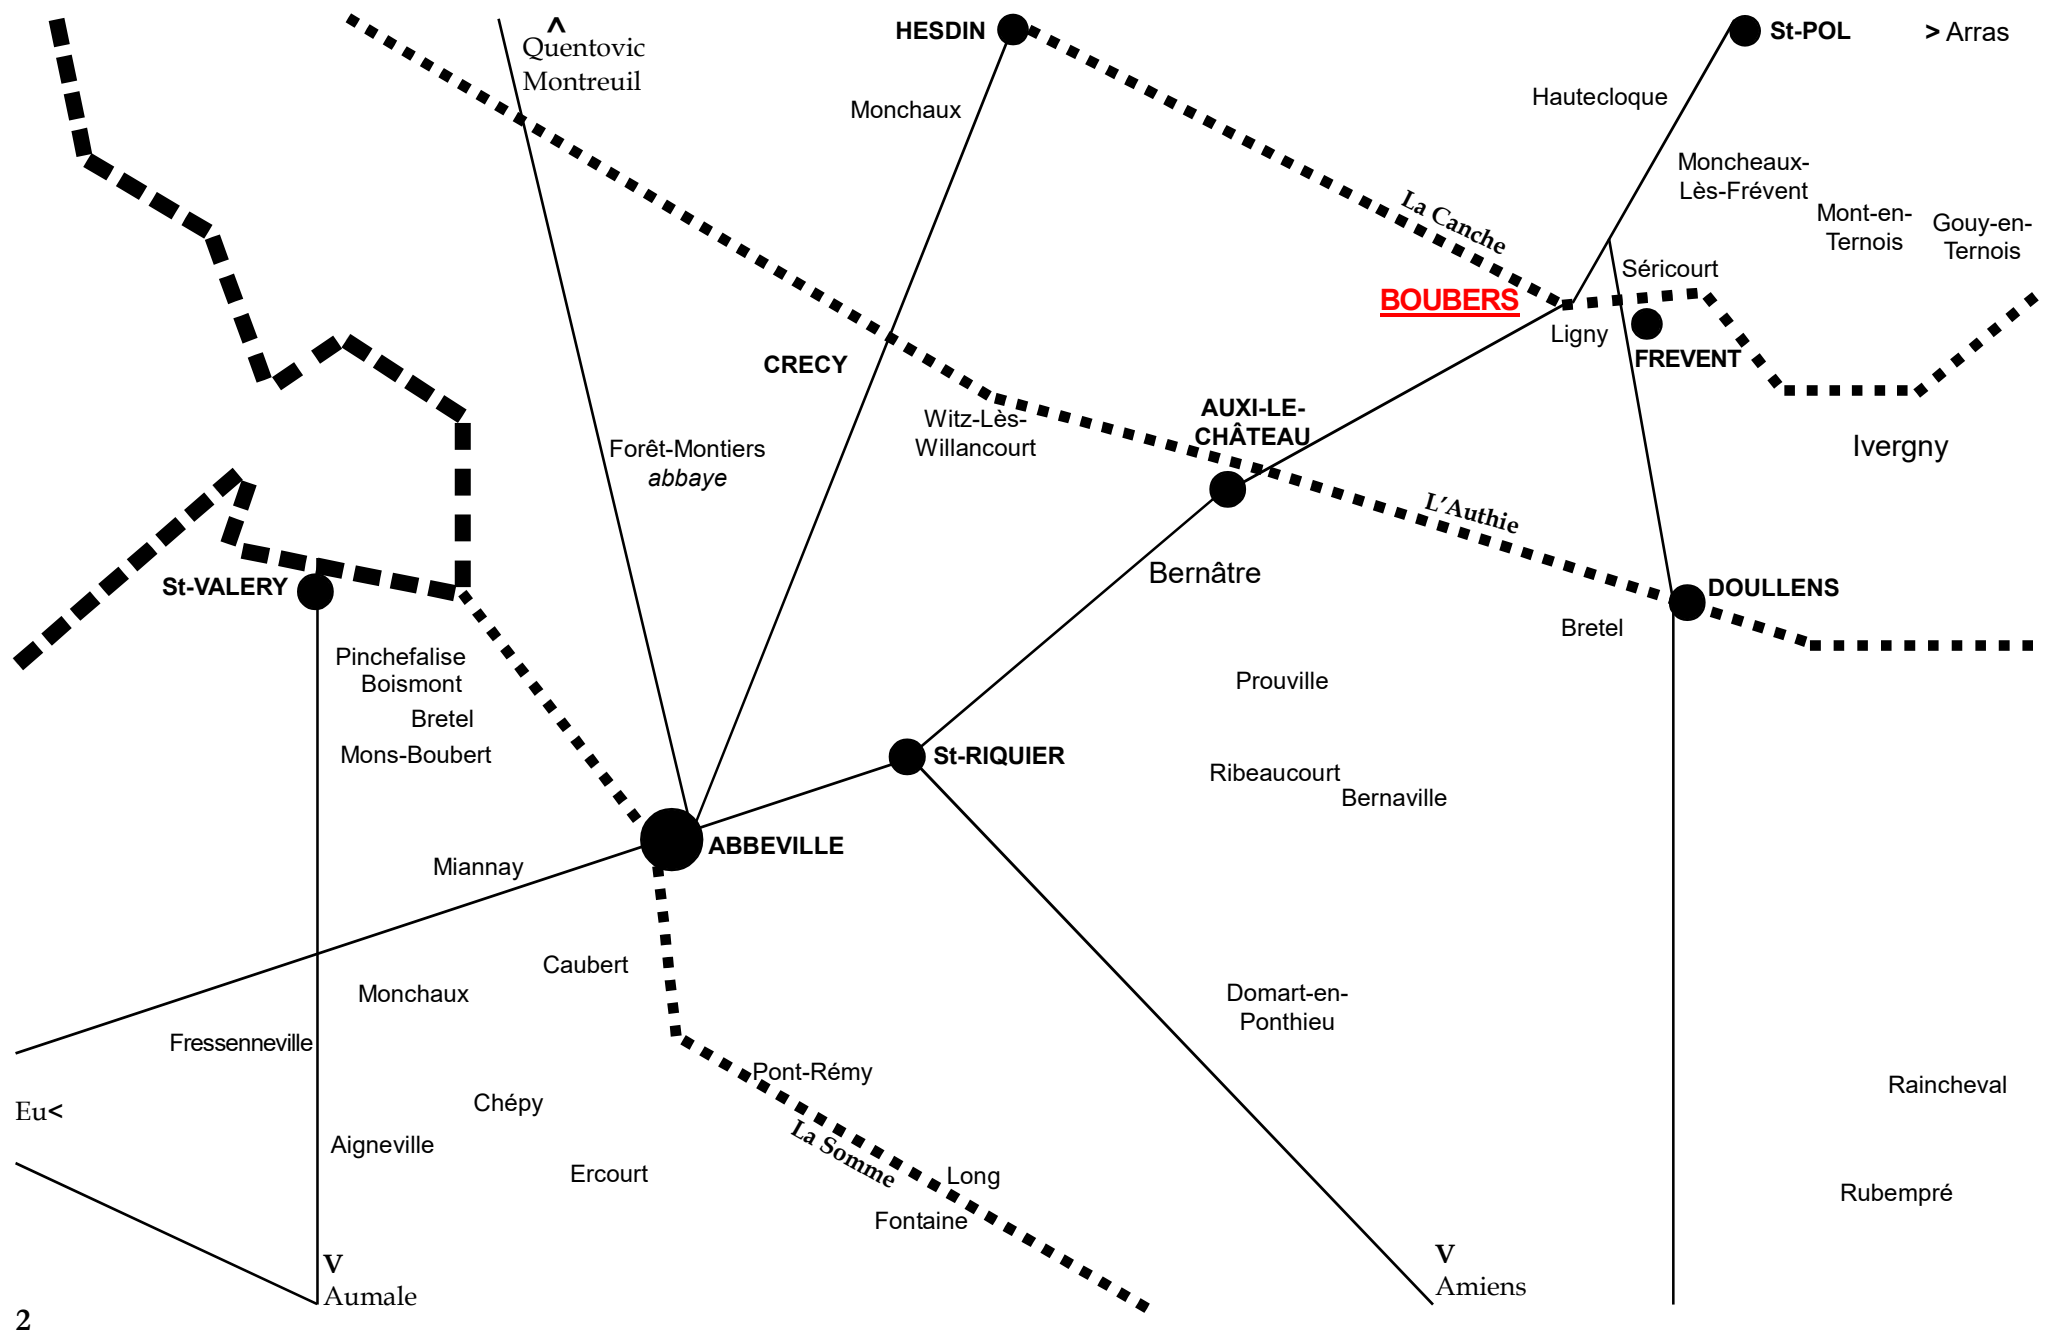 ^
Quentovic
Montreuil
HESDIN
St-POL
> Arras
Monchaux
Hautecloque
Moncheaux-
Lès-Frévent
Mont-en-
Ternois
Gouy-en-
Ternois
La Canche
Séricourt
BOUBERS
Ligny
FREVENT
CRECY
Witz-Lès-
Willancourt
AUXI-LE-
CHÂTEAU
Ivergny
Forêt-Montiers
abbaye
L'Authie
Bernâtre
St-VALERY
DOULLENS
Bretel
Pinchefalise
Boismont
Bretel
Mons-Boubert
Prouville
St-RIQUIER
Ribeaucourt
Bernaville
ABBEVILLE
Miannay
Caubert
Monchaux
Domart-en-
Ponthieu
Fressenneville
Pont-Rémy
Raincheval
Eu<
Chépy
La Somme
Aigneville
Ercourt
Long
Rubempré
Fontaine
V
Aumale
V
Amiens
2